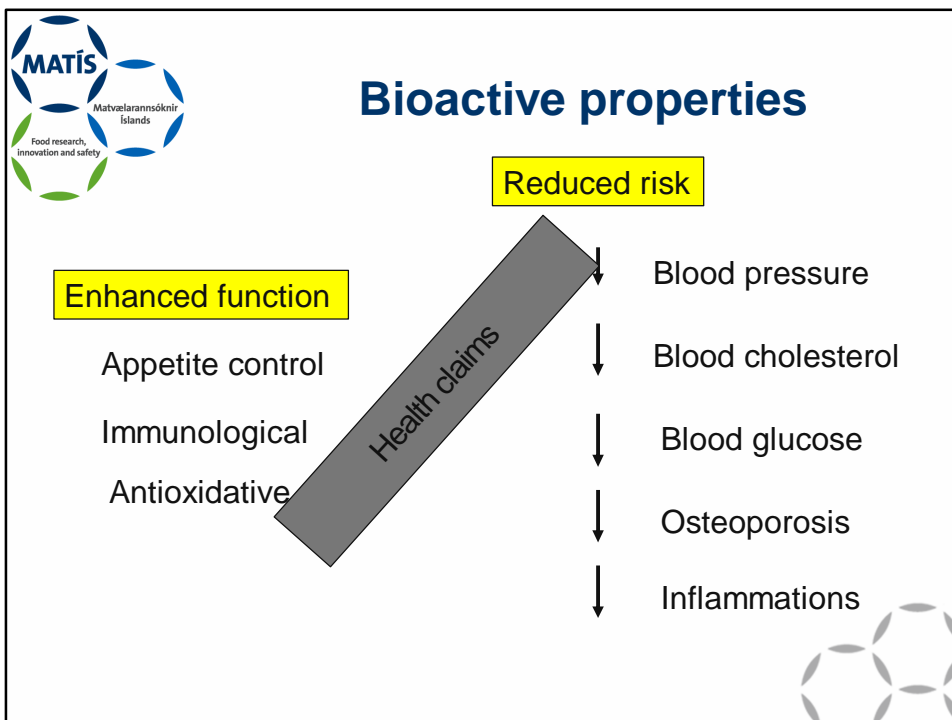 MATÍS
Matvælarannsóknir
Íslands
Food research,
innovation and safety
Bioactive properties
Reduced risk
Enhanced function
Appetite control
Immunological
Antioxidative
Health claims
Blood pressure
Blood cholesterol
Blood glucose
Osteoporosis
Inflammations